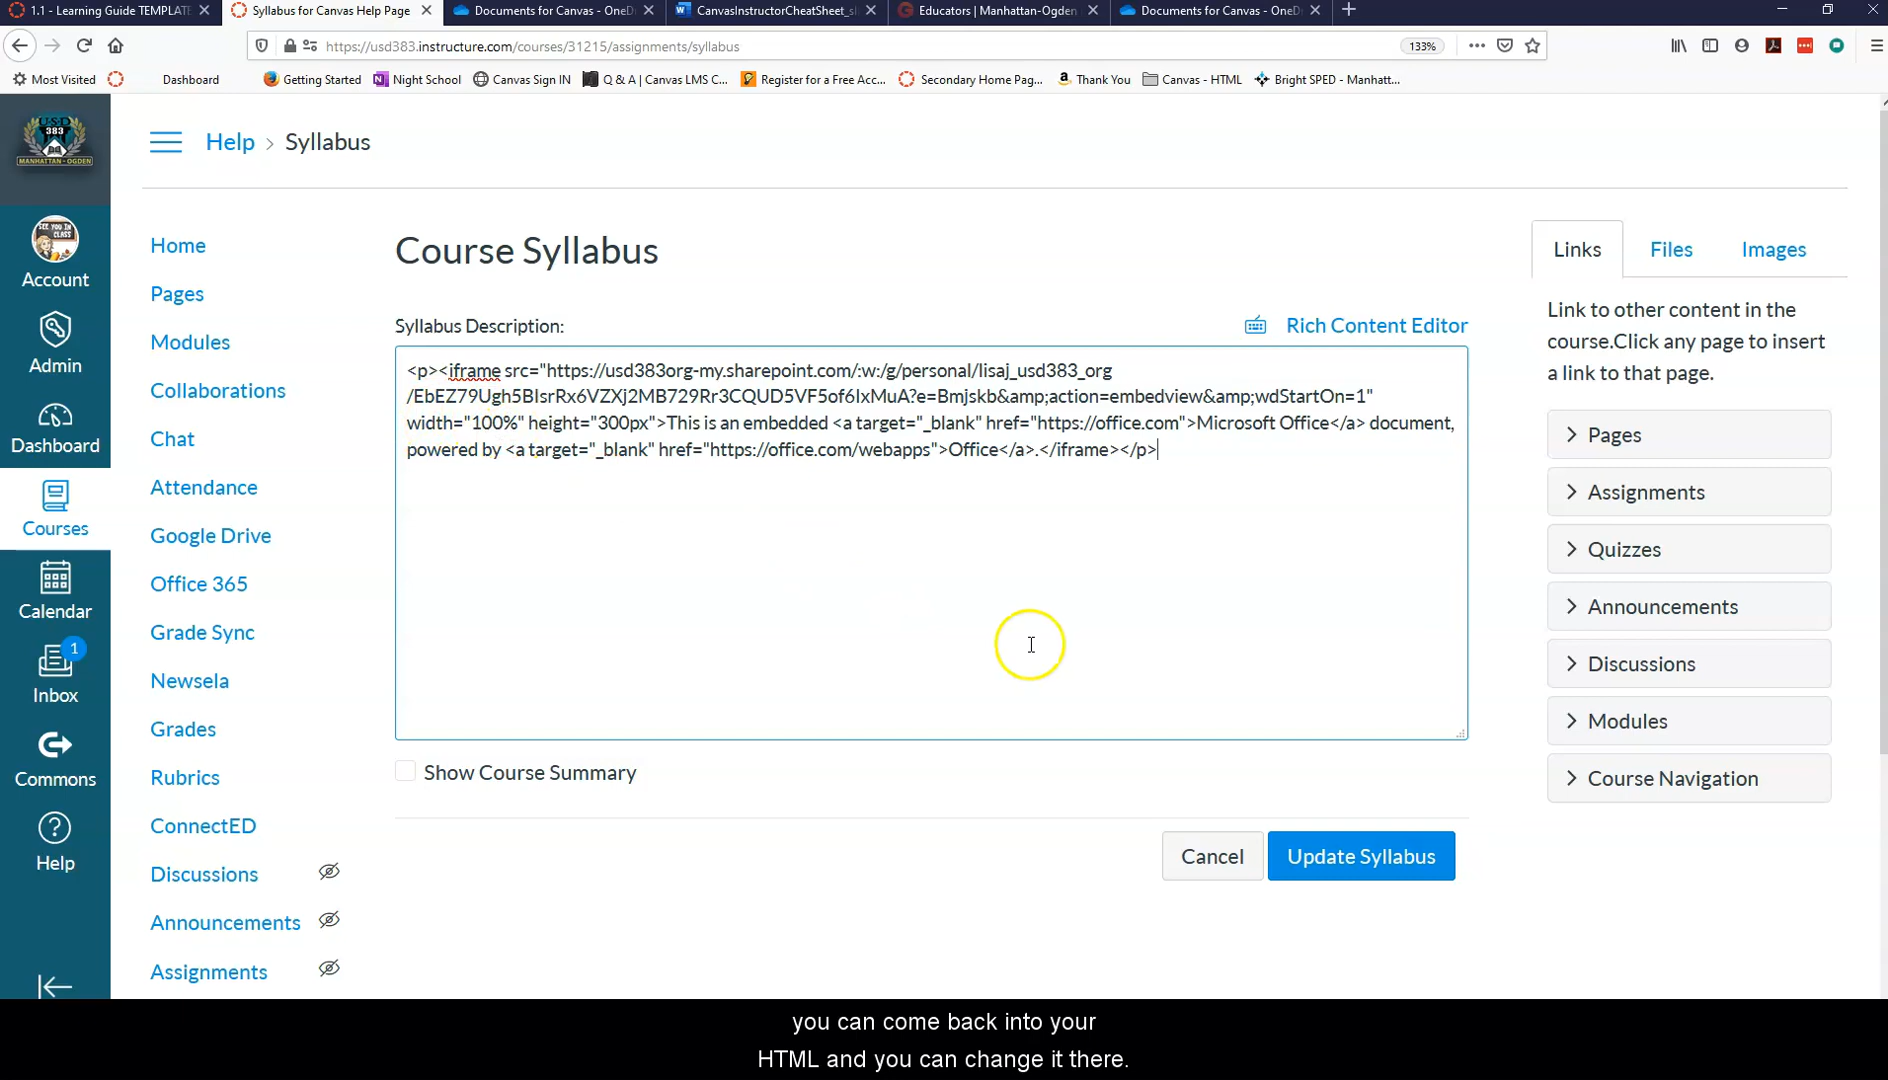 1.1 - Learning Guide TEMPLATE
Syllabus for Canvas Help Page
Documents for Canvas - OneD
CanvasInstructorCheatSheet_s
Educators | Manhattan-Ogden
Documents for Canvas - OneD
https://usd383.instructure.com/courses/31215/assignments/syllabus
133%
Most Visited
Dashboard
Getting Started
Night School
Canvas Sign IN
Q & A | Canvas LMS C...
Register for a Free Acc...
Secondary Home Pag...
Thank You
Canvas - HTML
Bright SPED - Manhatt...
USD
383
MANHATTAN - OGDEN
SEE YOU IN
CLASS
Account
Admin
Dashboard
Courses
Calendar
1
Inbox
Commons
Help
Help > Syllabus
Home
Pages
Modules
Collaborations
Chat
Attendance
Google Drive
Office 365
Grade Sync
Newsela
Grades
Rubrics
ConnectED
Discussions
Announcements
Assignments
Course Syllabus
Syllabus Description:
Rich Content Editor
<p><iframe src="https://usd383org-my.sharepoint.com/:w:/g/personal/lisaj_usd383_org
/EbEZ79Ugh5BIsrRx6VZXj2MB729Rr3CQUD5VF5of6IxMuA?e=Bmjskb&amp;action=embedview&amp;wdStartOn=1"
width="100%" height="300px">This is an embedded <a target="_blank" href="https://office.com">Microsoft Office</a> document,
powered by <a target="_blank" href="https://office.com/webapps">Office</a>.</iframe></p>
Show Course Summary
Cancel
Update Syllabus
Links
Files
Images
Link to other content in the
course.Click any page to insert
a link to that page.
Pages
Assignments
Quizzes
Announcements
Discussions
Modules
Course Navigation
you can come back into your
HTML and you can change it there.